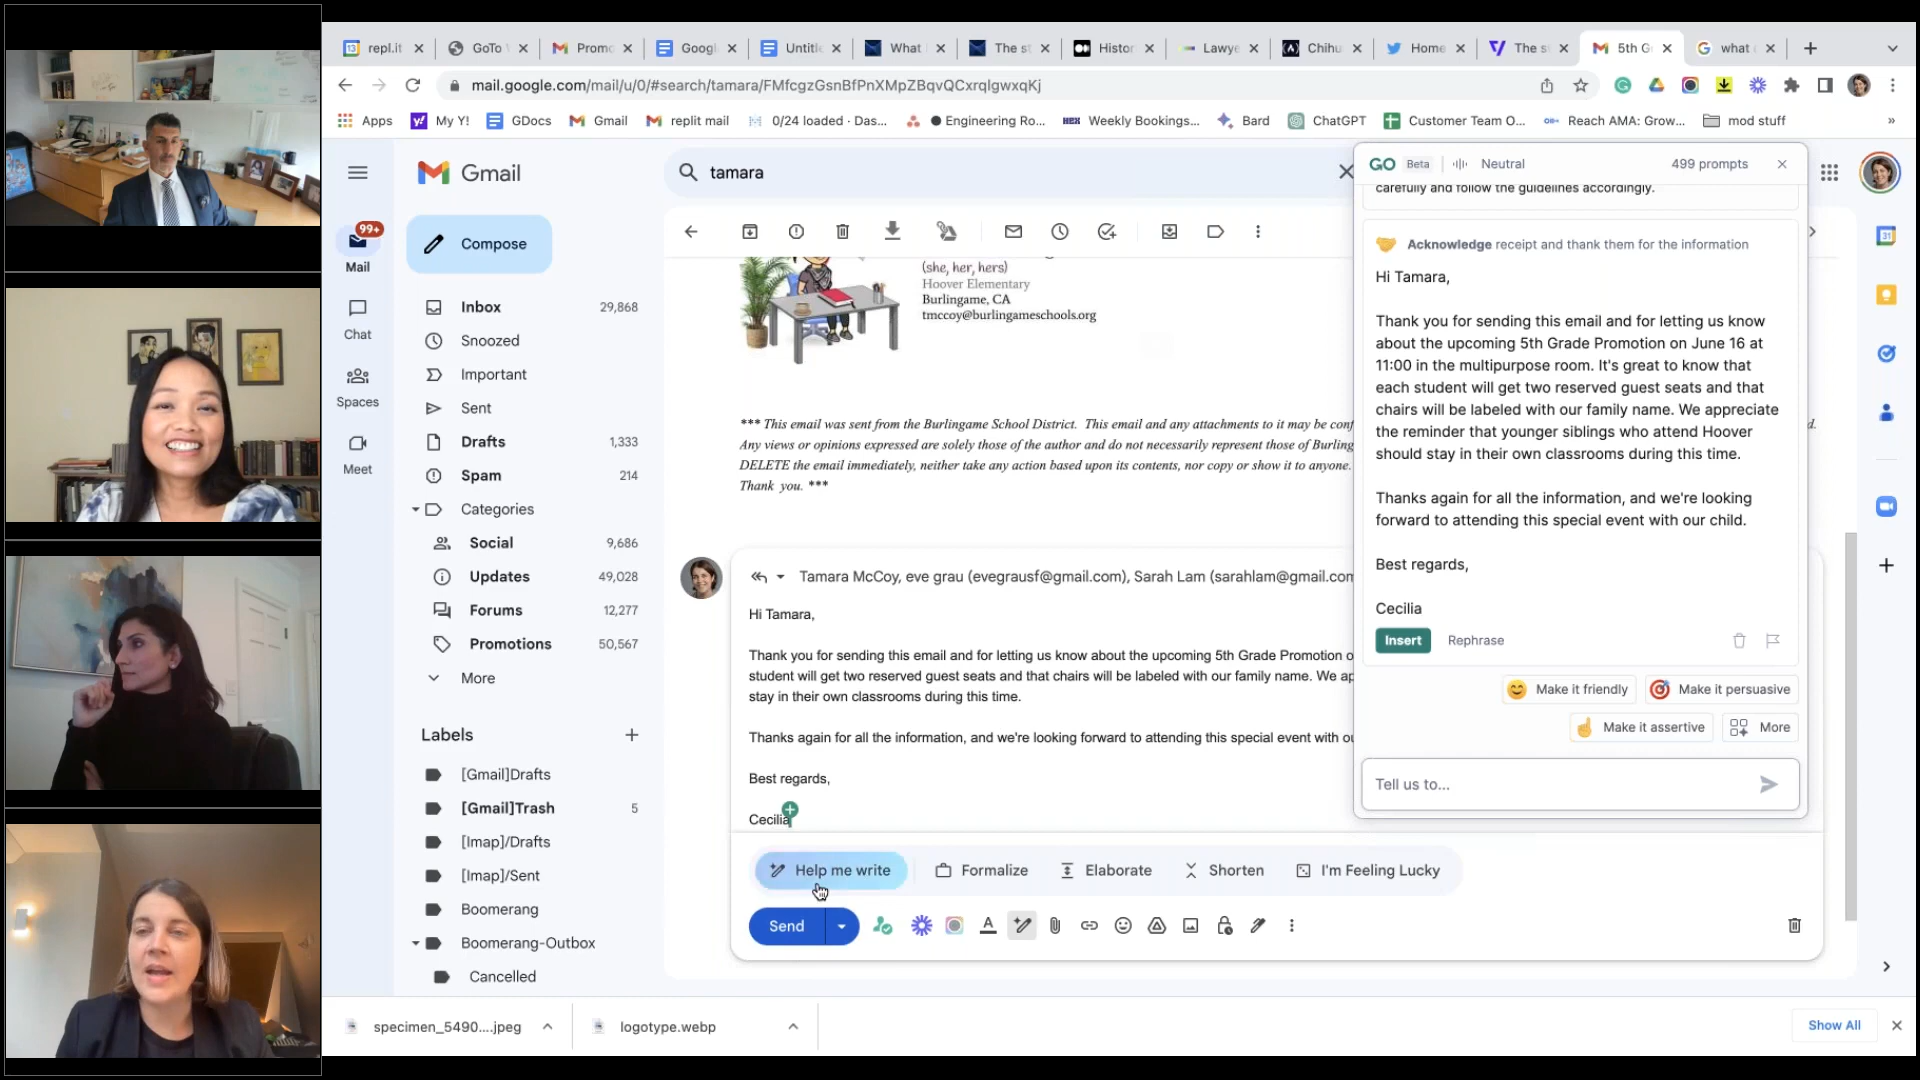 repl.it
GoTo
Promo
Googl
Untitle
What
The st
Histor
Lawye
Chihu
Home
The s
5th G
what
mail.google.com/mail/u/0/#search/tamara/FMfcgzGsnBfPnXMpZBqvQCxrqlgwxqKj
Apps
My Y!
GDocs
Gmail
replit mail
0/24 loaded · Das...
Engineering Ro...
HEX Weekly Bookings...
Bard
ChatGPT
Customer Team O...
Reach AMA: Grow...
mod stuff
»
Gmail
tamara
99+
Mail
Chat
Spaces
Meet
Compose
Inbox 29,868
Snoozed
Important
Sent
Drafts 1,333
Spam 214
Categories
Social 9,686
Updates 49,028
Forums 12,277
Promotions 50,567
More
Labels
[Gmail]Drafts
[Gmail]Trash 5
[Imap]/Drafts
[Imap]/Sent
Boomerang
Boomerang-Outbox
Cancelled
(she, her, hers)
Hoover Elementary
Burlingame, CA
tmccoy@burlingameschools.org
*** This email was sent from the Burlingame School District. This email and any attachments to it may be conf
Any views or opinions expressed are solely those of the author and do not necessarily represent those of Burling
DELETE the email immediately, neither take any action based upon its contents, nor copy or show it to anyone.
Thank you. ***
Tamara McCoy, eve grau (evegrausf@gmail.com), Sarah Lam (sarahlam@gmail.com
Hi Tamara,
Thank you for sending this email and for letting us know about the upcoming 5th Grade Promotion o
student will get two reserved guest seats and that chairs will be labeled with our family name. We ap
stay in their own classrooms during this time.
Thanks again for all the information, and we're looking forward to attending this special event with ou
Best regards,
Cecilia
Help me write
Formalize
Elaborate
Shorten
I'm Feeling Lucky
Send
GO Beta Neutral 499 prompts
carefully and follow the guidelines accordingly.
Acknowledge receipt and thank them for the information
Hi Tamara,
Thank you for sending this email and for letting us know
about the upcoming 5th Grade Promotion on June 16 at
11:00 in the multipurpose room. It's great to know that
each student will get two reserved guest seats and that
chairs will be labeled with our family name. We appreciate
the reminder that younger siblings who attend Hoover
should stay in their own classrooms during this time.
Thanks again for all the information, and we're looking
forward to attending this special event with our child.
Best regards,
Cecilia
Insert
Rephrase
Make it friendly
Make it persuasive
Make it assertive
More
Tell us to...
specimen_5490....jpeg
logotype.webp
Show All